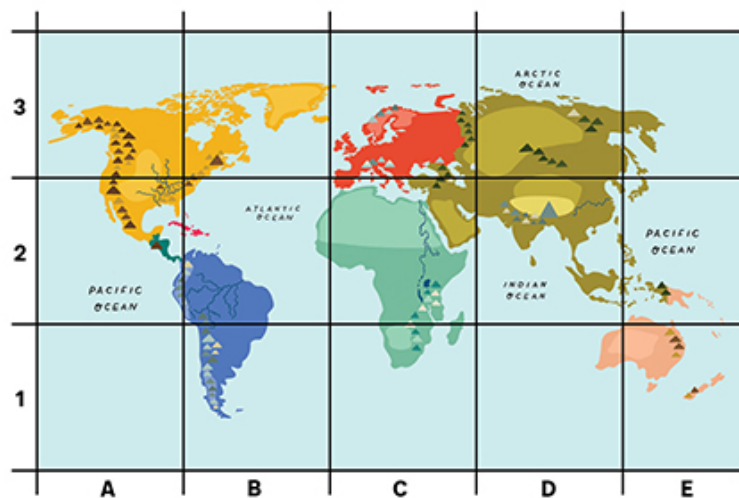 3
ARCTIC
OCEAN
ATLANTIC
OCEAN
2
PACIFIC
OCEAN
PACIFIC
OCEAN
INDIAN
OCEAN
1
A
B
C
D
E